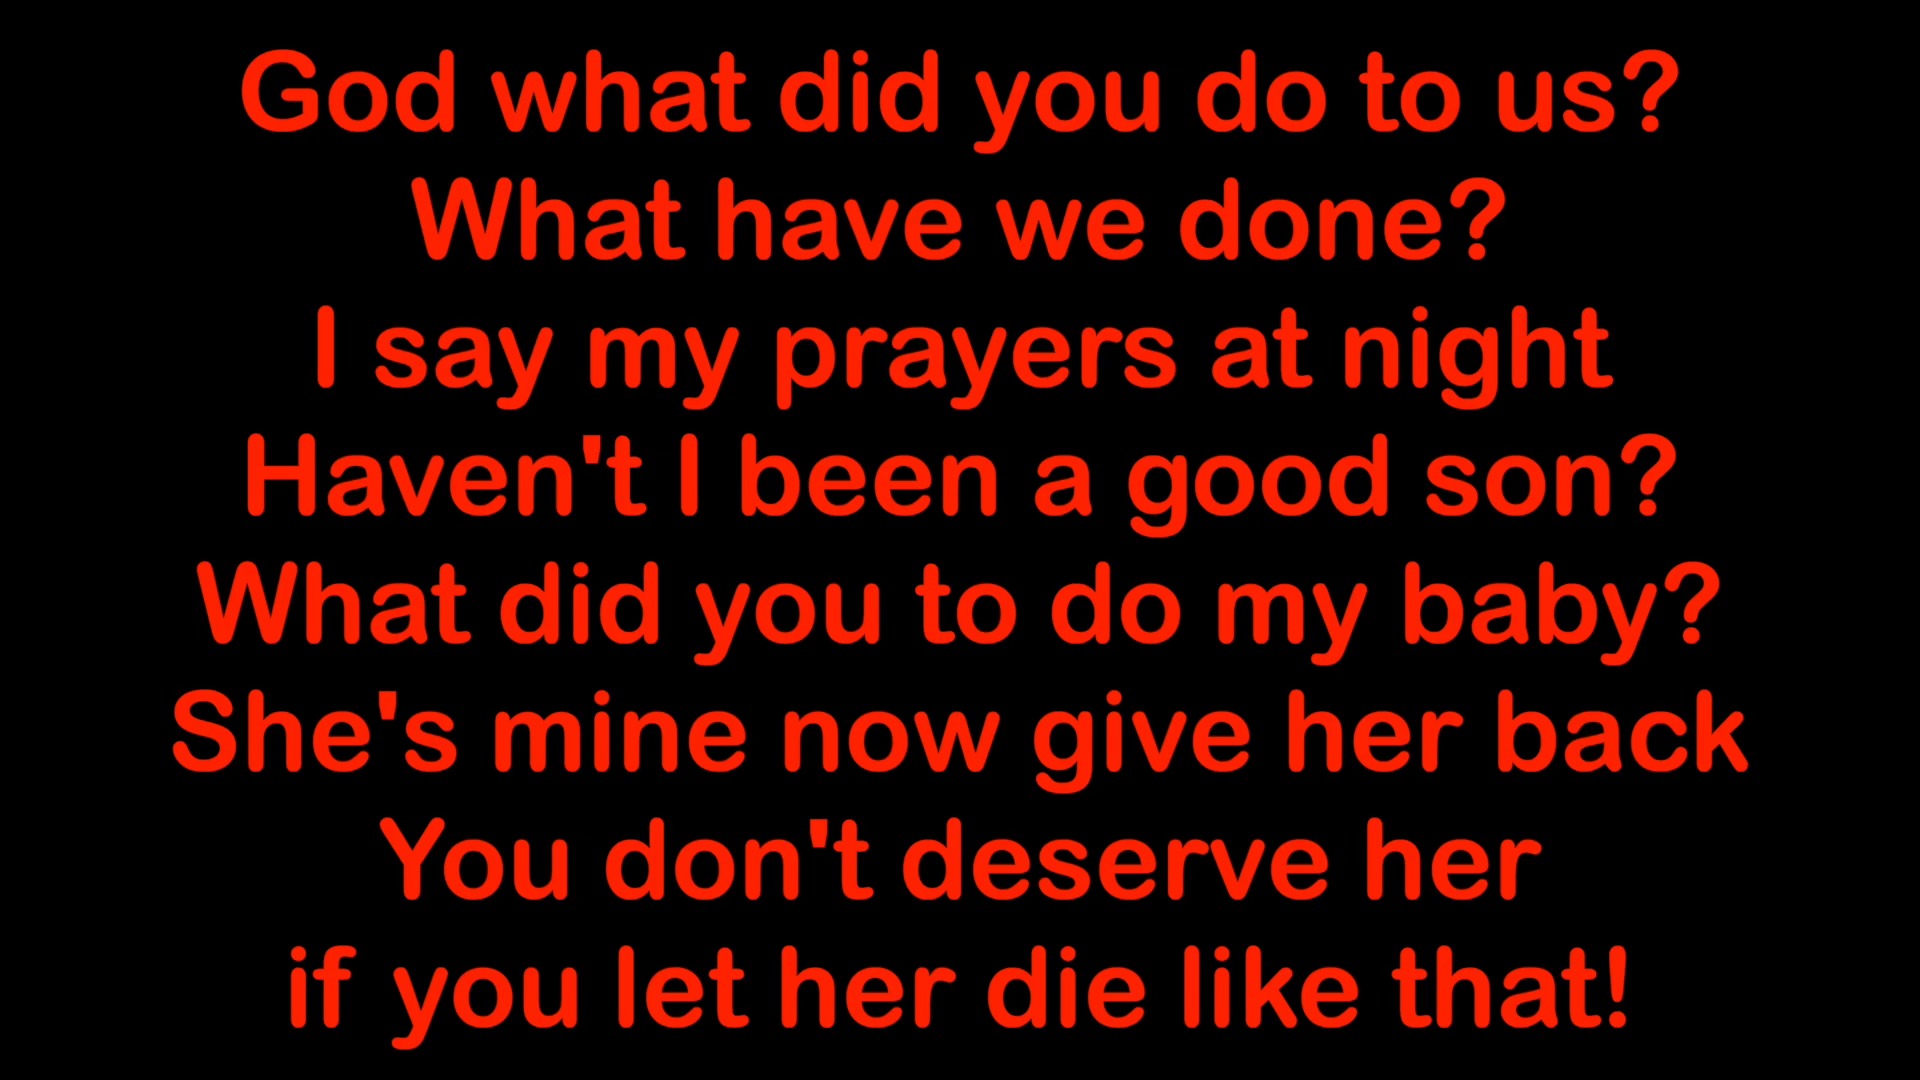 God what did you do to us?
What have we done?
I say my prayers at night
Haven't I been a good son?
What did you to do my baby?
She's mine now give her back
You don't deserve her
if you let her die like that!